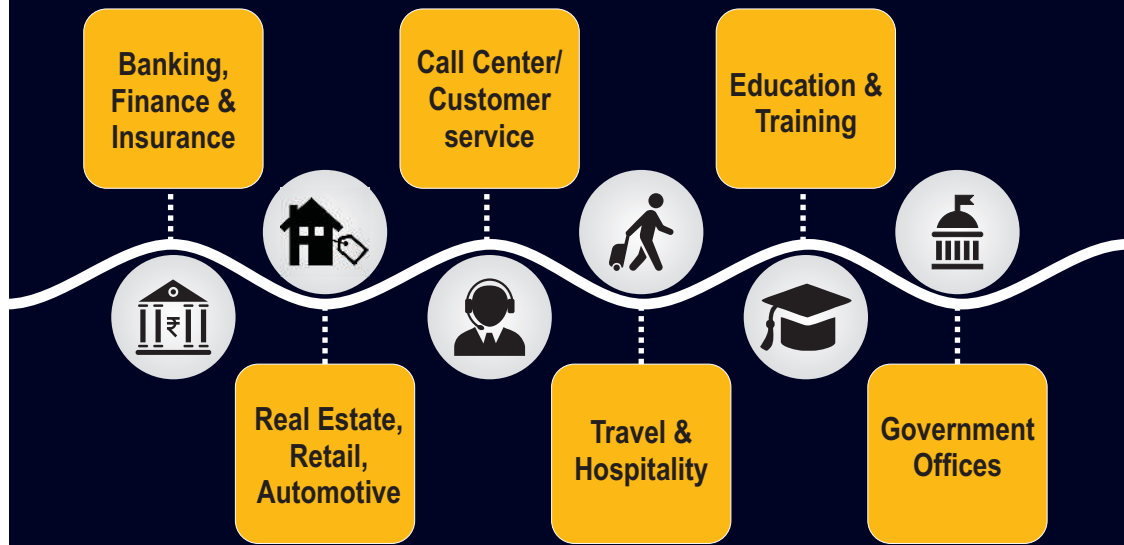 Banking,
Finance &
Insurance
Call Center/
Customer
service
Education &
Training
₹
Real Estate,
Retail,
Automotive
Travel &
Hospitality
Government
Offices